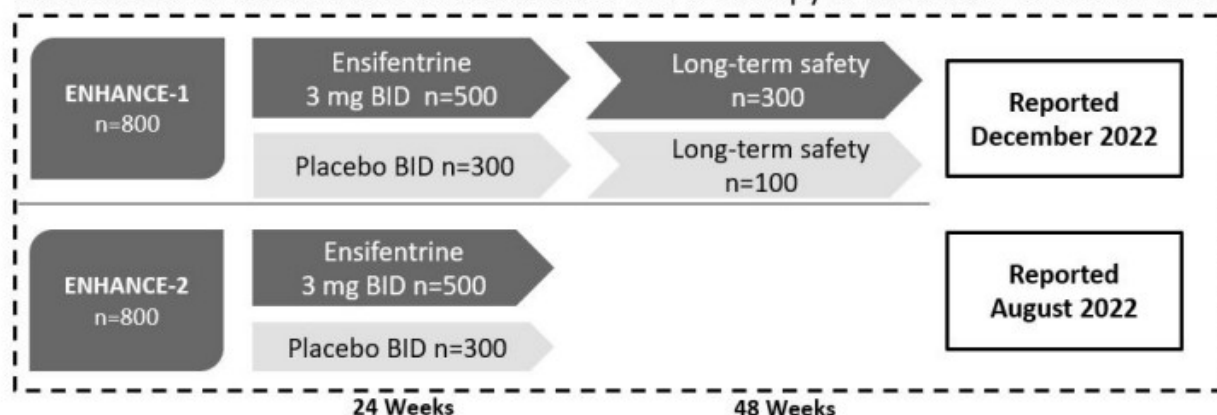 ENHANCE-1
n=800
Ensifentrine
3 mg BID n=500
Long-term safety
n=300
Placebo BID n=300
Long-term safety
n=100
Reported
December 2022
ENHANCE-2
n=800
Ensifentrine
3 mg BID n=500
Placebo BID n=300
Reported
August 2022
24 Weeks
48 Weeks